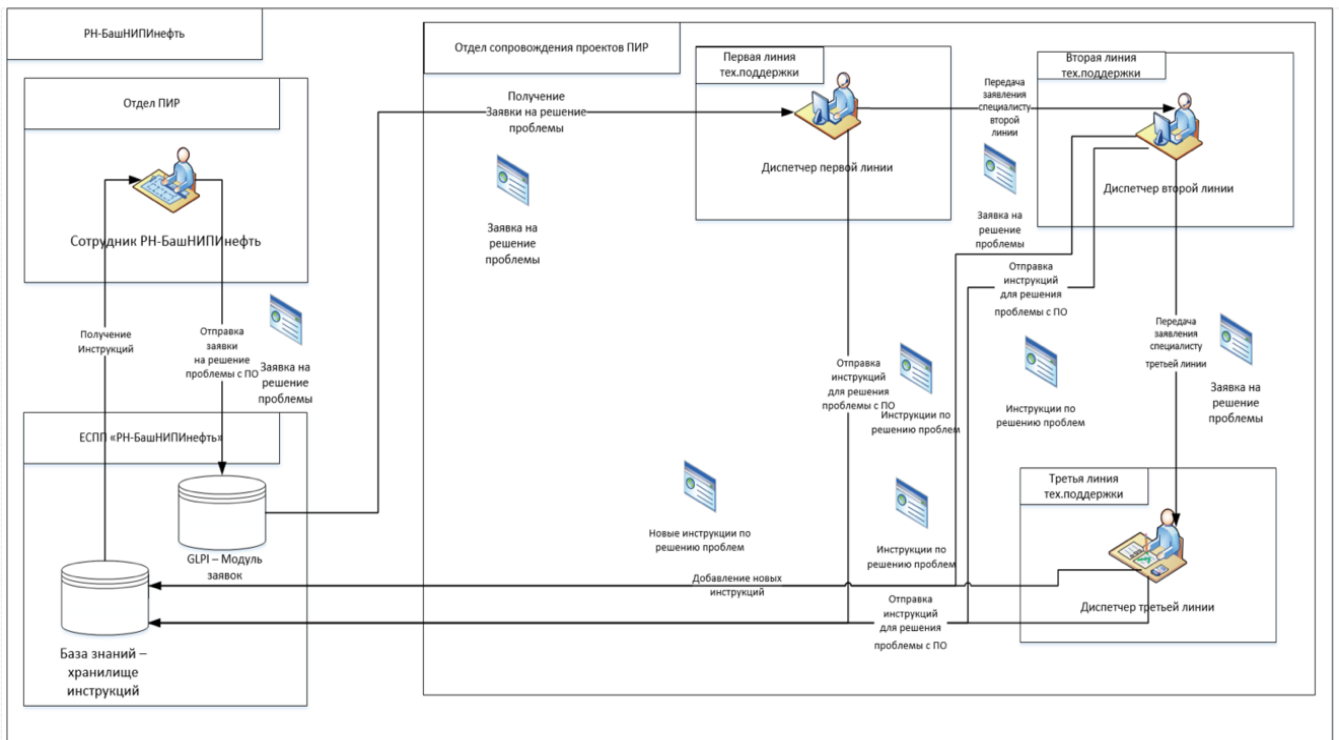 РН-БашНИПИнефть
Отдел ПИР
Сотрудник РН-БашНИПИнефть
Получение
Инструкций
Отправка
заявки
на решение
проблемы с ПО
Заявка на
решение
проблемы
ЕСПП «РН-БашНИПИнефть»
GLPI – Модуль
заявок
База знаний –
хранилище
инструкций
Отдел сопровождения проектов ПИР
Получение
Заявки на решение
проблемы
Заявка на
решение
проблемы
Первая линия
тех.поддержки
Диспетчер первой линии
Передача
заявления
специалисту
второй
линии
Заявка на
решение
проблемы
Вторая линия
тех.поддержки
Диспетчер второй линии
Отправка
инструкций
для решения
проблемы с ПО
Инструкции по
решению проблем
Передача
заявления
специалисту
третьей линии
Заявка на
решение
проблемы
Отправка
инструкций
для решения
проблемы с ПО
Инструкции по
решению проблем
Новые инструкции по
решению проблем
Инструкции по
решению проблем
Добавление новых
инструкций
Отправка
инструкций
для решения
проблемы с ПО
Третья линия
тех.поддержки
Диспетчер третьей линии